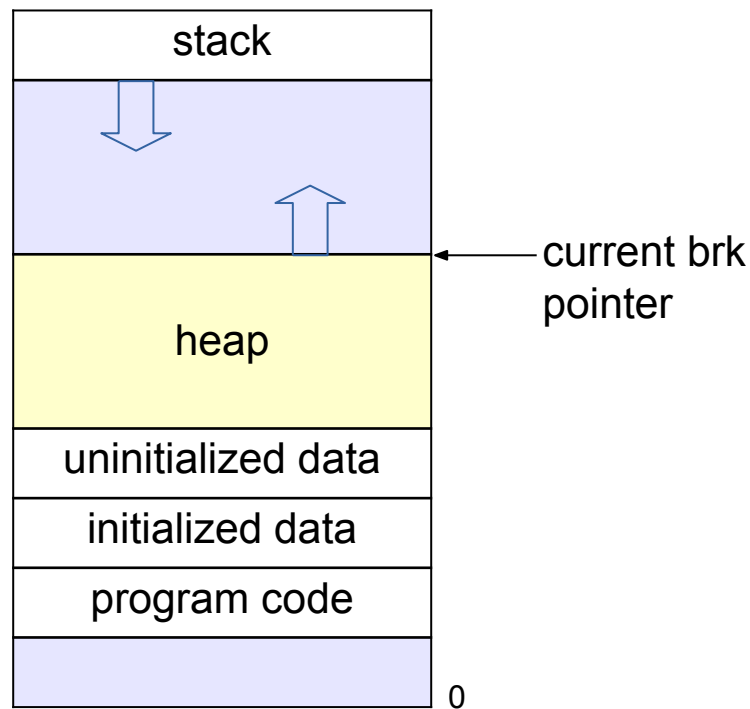 stack
current brk
pointer
heap
uninitialized data
initialized data
program code
0